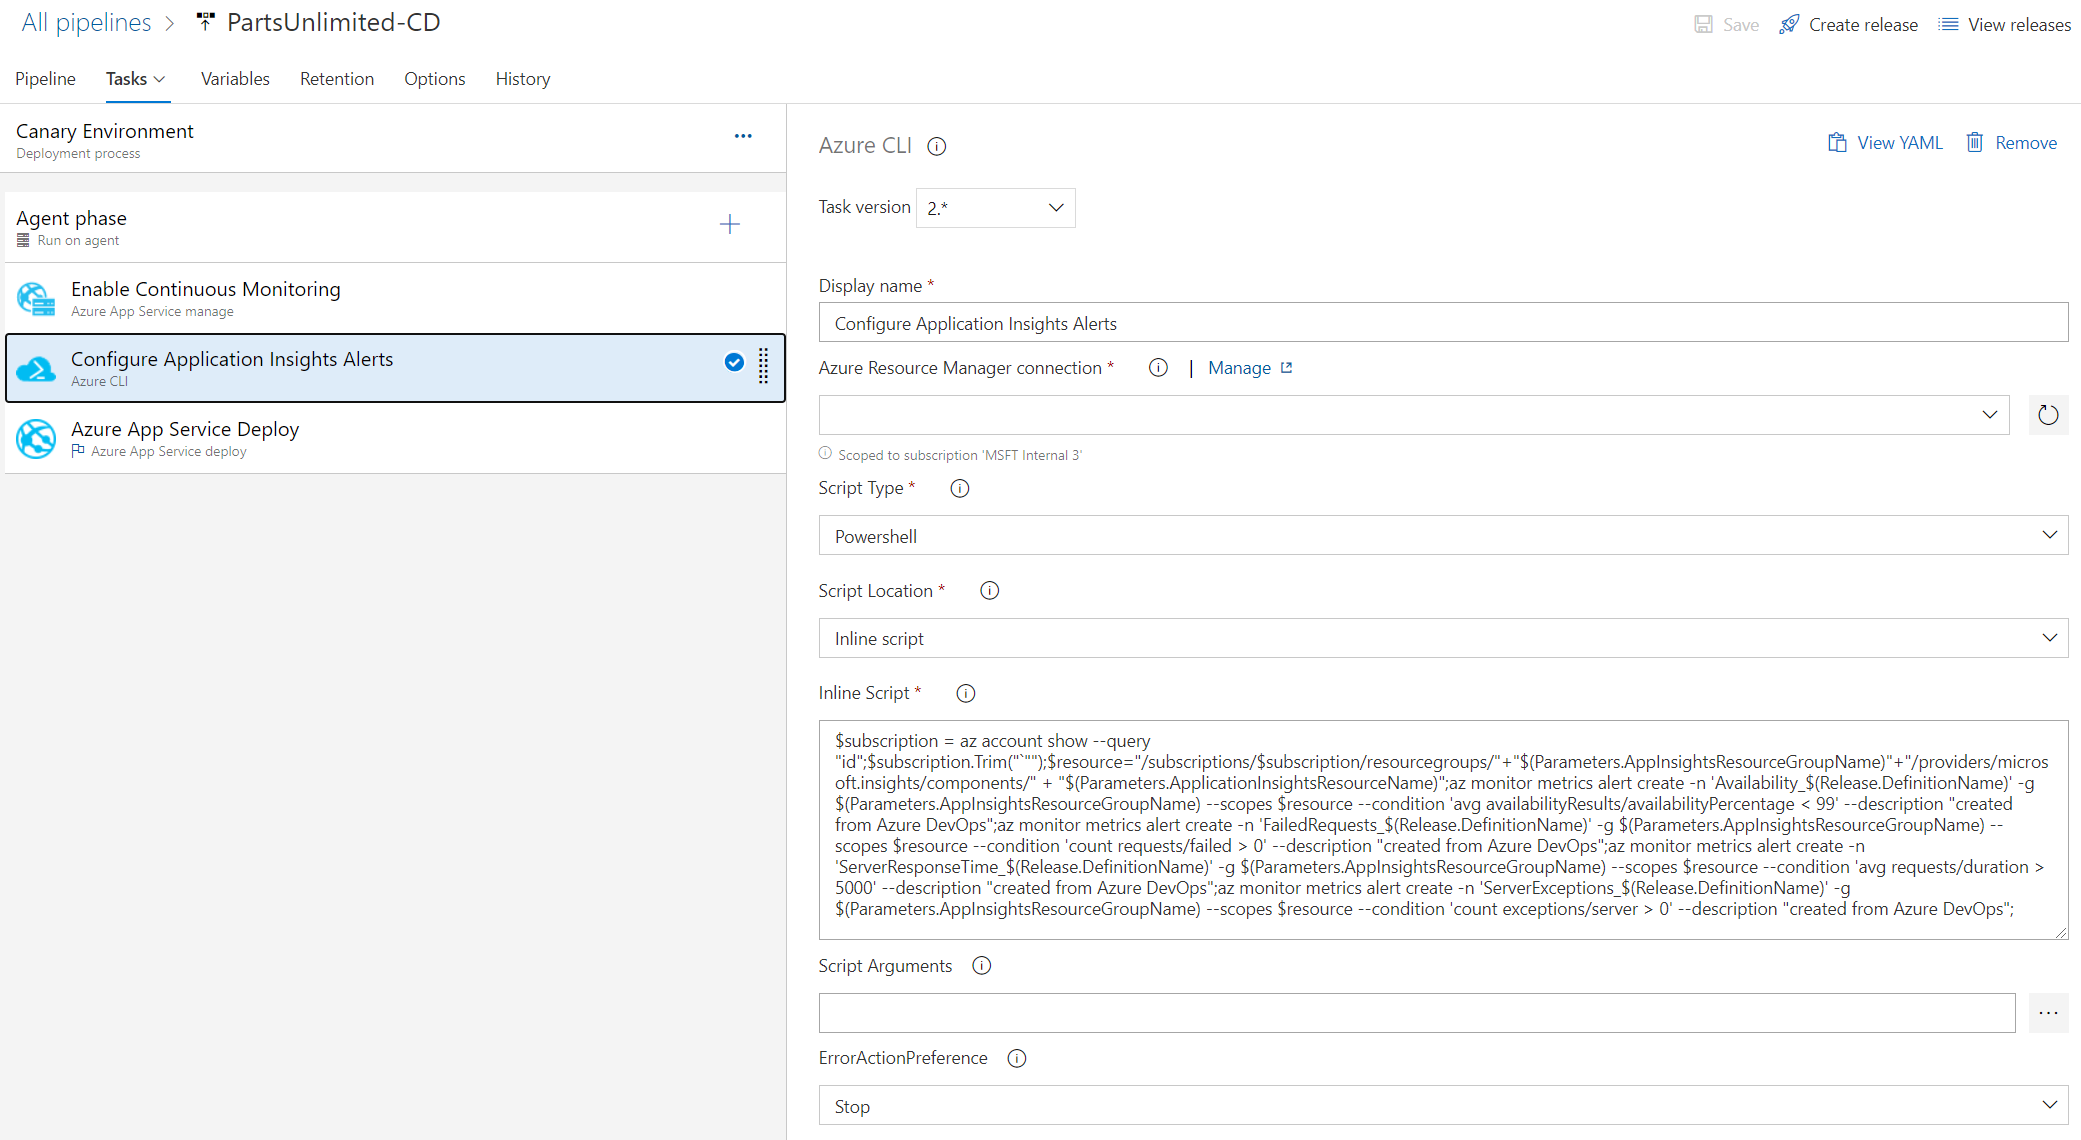 All pipelines > PartsUnlimited-CD
Save Create release View releases
Pipeline Tasks Variables Retention Options History
Canary Environment
Deployment process
Agent phase
Run on agent
Enable Continuous Monitoring
Azure App Service manage
Configure Application Insights Alerts
Azure CLI
Azure App Service Deploy
Azure App Service deploy
Azure CLI
View YAML Remove
Task version 2.*
Display name *
Configure Application Insights Alerts
Azure Resource Manager connection * | Manage
Scoped to subscription 'MSFT Internal 3'
Script Type *
Powershell
Script Location *
Inline script
Inline Script *
$subscription = az account show --query
"id";$subscription.Trim("`"");$resource="/subscriptions/$subscription/resourcegroups/"+"$(Parameters.AppInsightsResourceGroupName)"+"/providers/micros
oft.insights/components/" + "$(Parameters.ApplicationInsightsResourceName)";az monitor metrics alert create -n 'Availability_$(Release.DefinitionName)' -g
$(Parameters.AppInsightsResourceGroupName) --scopes $resource --condition 'avg availabilityResults/availabilityPercentage < 99' --description "created
from Azure DevOps";az monitor metrics alert create -n 'FailedRequests_$(Release.DefinitionName)' -g $(Parameters.AppInsightsResourceGroupName) --
scopes $resource --condition 'count requests/failed > 0' --description "created from Azure DevOps";az monitor metrics alert create -n
'ServerResponseTime_$(Release.DefinitionName)' -g $(Parameters.AppInsightsResourceGroupName) --scopes $resource --condition 'avg requests/duration >
5000' --description "created from Azure DevOps";az monitor metrics alert create -n 'ServerExceptions_$(Release.DefinitionName)' -g
$(Parameters.AppInsightsResourceGroupName) --scopes $resource --condition 'count exceptions/server > 0' --description "created from Azure DevOps";
Script Arguments
ErrorActionPreference
Stop